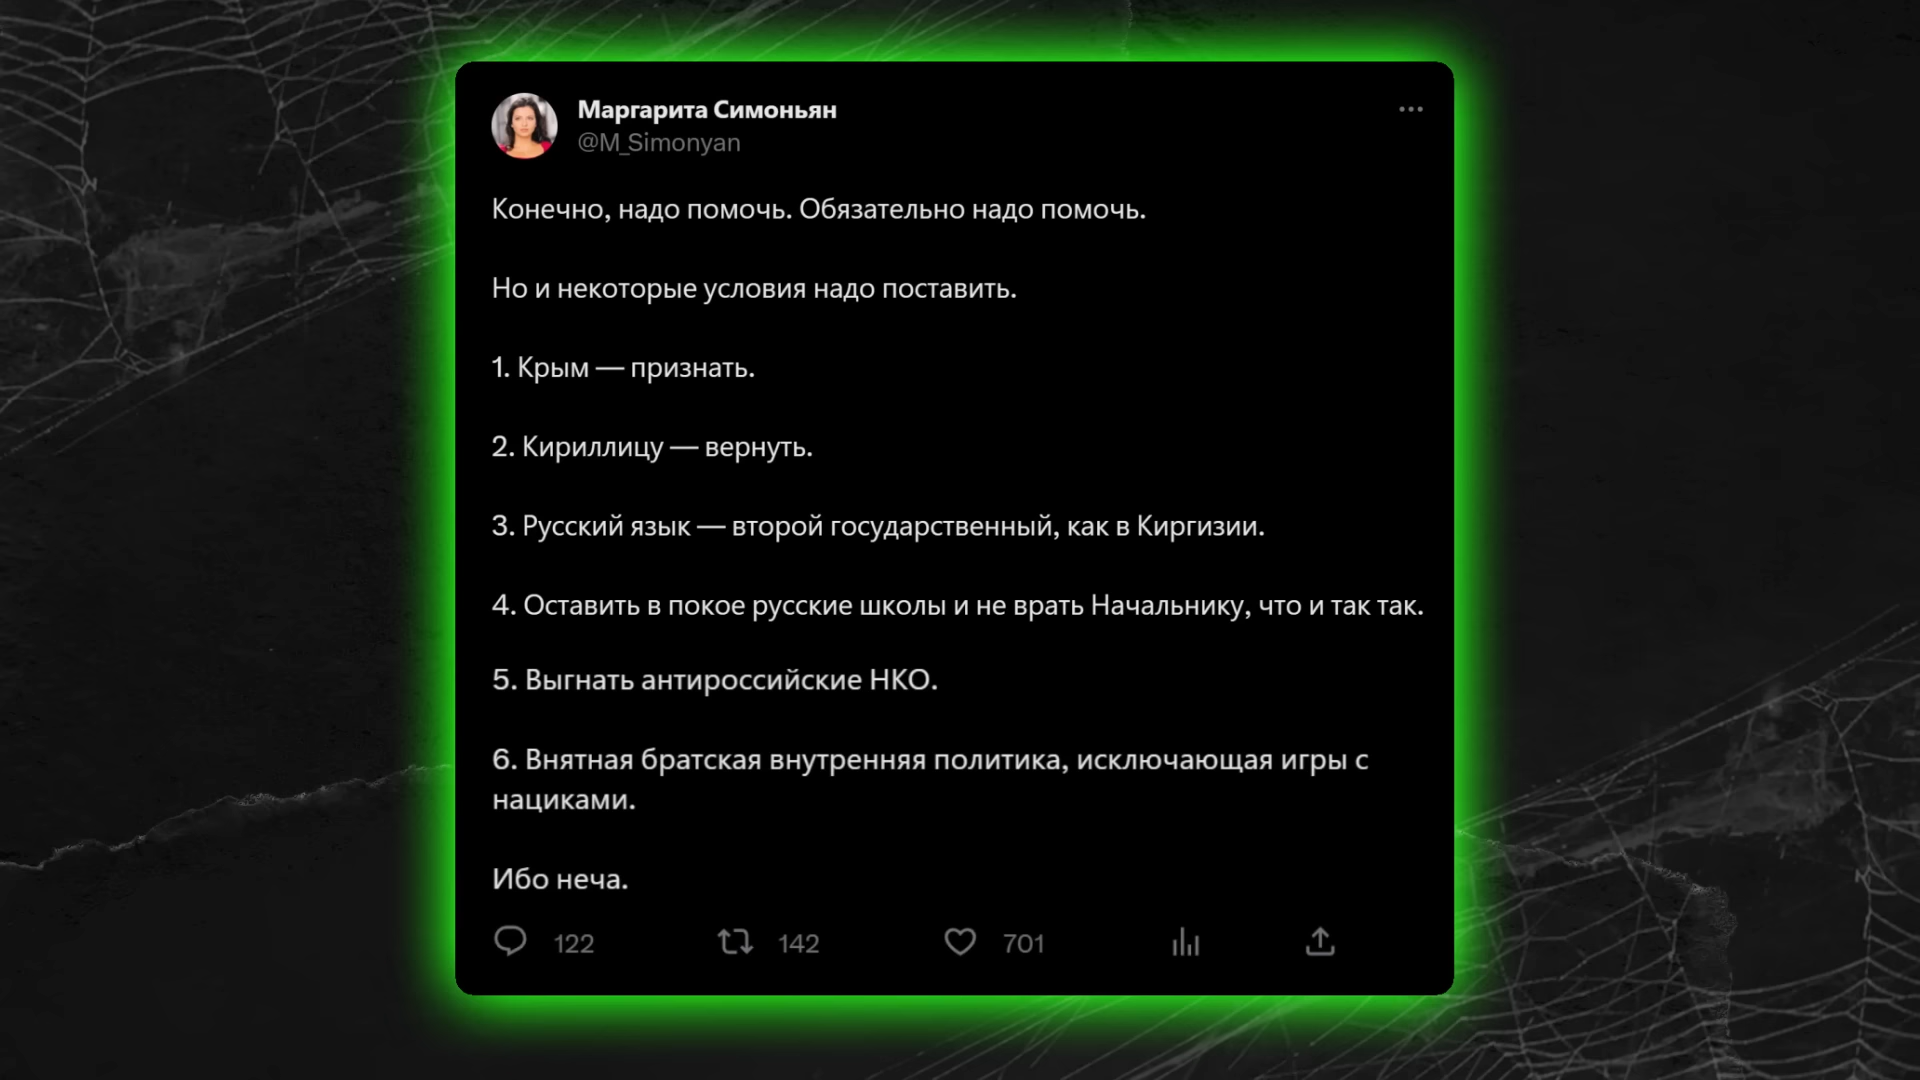 Маргарита Симоньян
@M_Simonyan
Конечно, надо помочь. Обязательно надо помочь.
Но и некоторые условия надо поставить.
1. Крым — признать.
2. Кириллицу — вернуть.
3. Русский язык — второй государственный, как в Киргизии.
4. Оставить в покое русские школы и не врать Начальнику, что и так так.
5. Выгнать антироссийские НКО.
6. Внятная братская внутренняя политика, исключающая игры с
нациками.
Ибо неча.
122 142 701